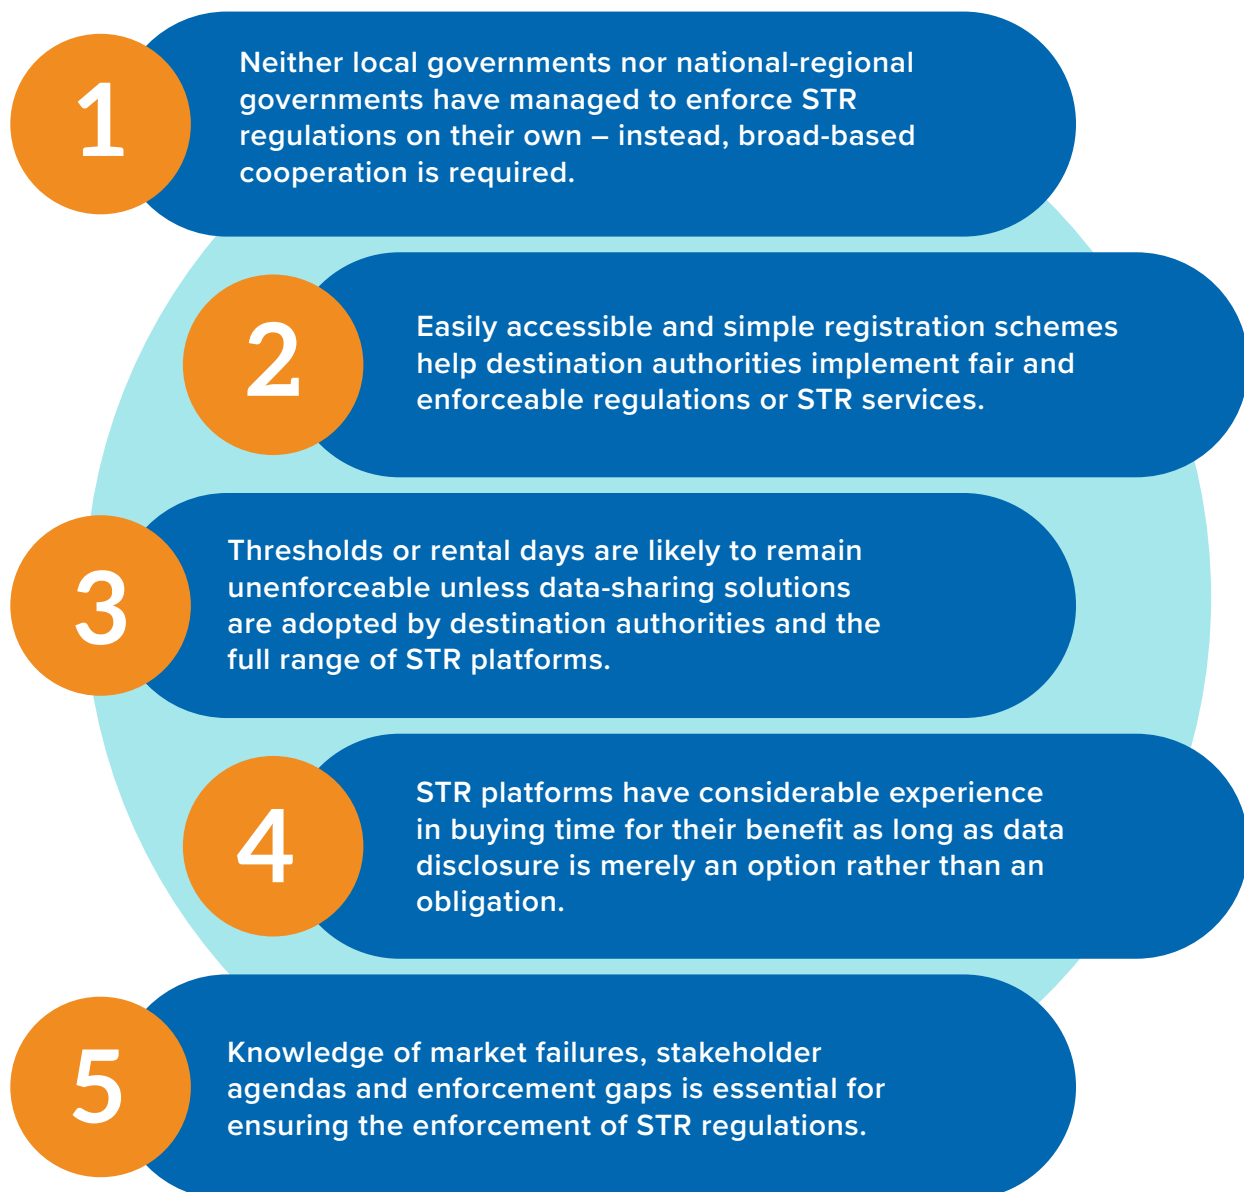 1
Neither local governments nor national-regional
governments have managed to enforce STR
regulations on their own – instead, broad-based
cooperation is required.
2
Easily accessible and simple registration schemes
help destination authorities implement fair and
enforceable regulations or STR services.
3
Thresholds or rental days are likely to remain
unenforceable unless data-sharing solutions
are adopted by destination authorities and the
full range of STR platforms.
4
STR platforms have considerable experience
in buying time for their benefit as long as data
disclosure is merely an option rather than an
obligation.
5
Knowledge of market failures, stakeholder
agendas and enforcement gaps is essential for
ensuring the enforcement of STR regulations.